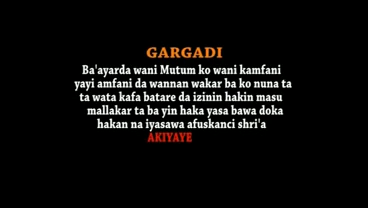 GARGADI
Ba'ayarda wani Mutum ko wani kamfani
yayi amfani da wannan wakar ba ko nuna ta
ta wata kafa batare da izinin hakin masu
mallakar ta ba yin haka yasa bawa doka
hakan na iyasawa afuskanci shri'a
AKIYAYE